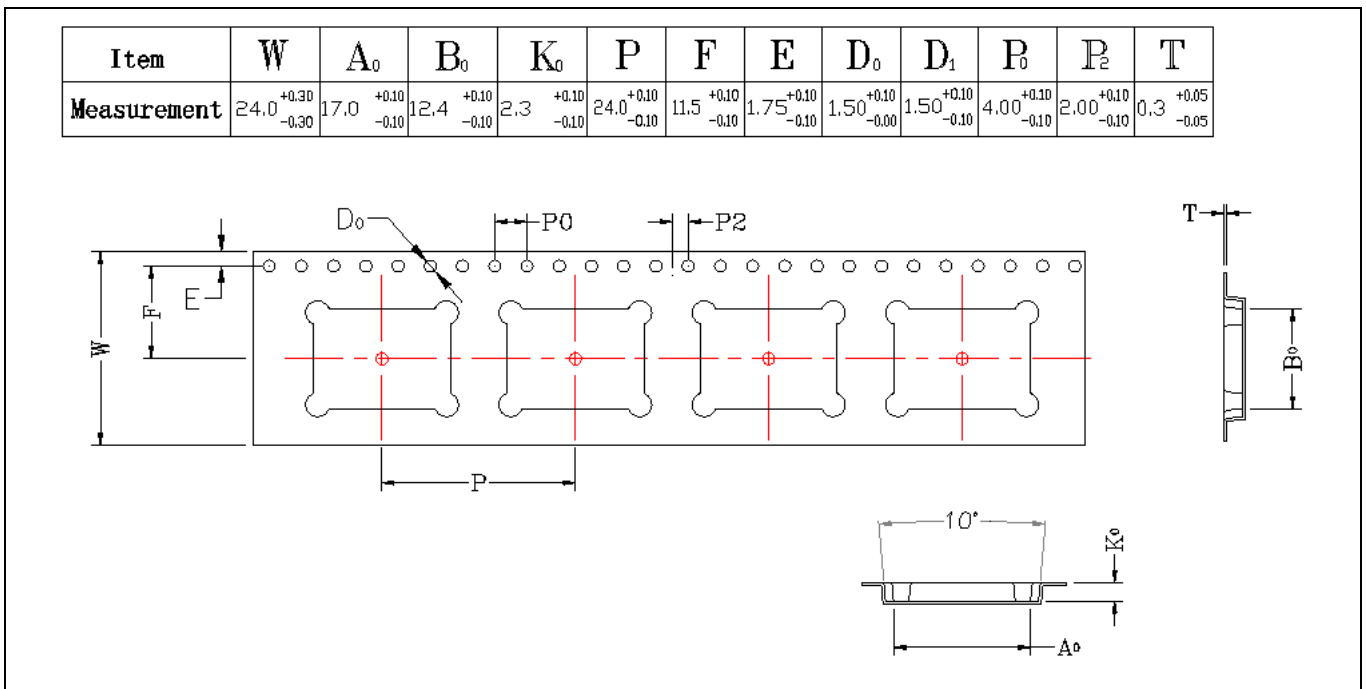 Item W A₀ B₀ K₀ P F E D₀ D₁ P₀ P₂ T
Measurement 24.0 +0.30 -0.30 17.0 +0.10 -0.10 12.4 +0.10 -0.10 2.3 +0.10 -0.10 24.0 +0.10 -0.10 11.5 +0.10 -0.10 1.75 +0.10 -0.10 1.50 +0.10 -0.00 1.50 +0.10 -0.10 4.00 +0.10 -0.10 2.00 +0.10 -0.10 0.3 +0.05 -0.05
D₀ P0 P2 T
E
F
W
B₀
P
10°
K₀
A₀